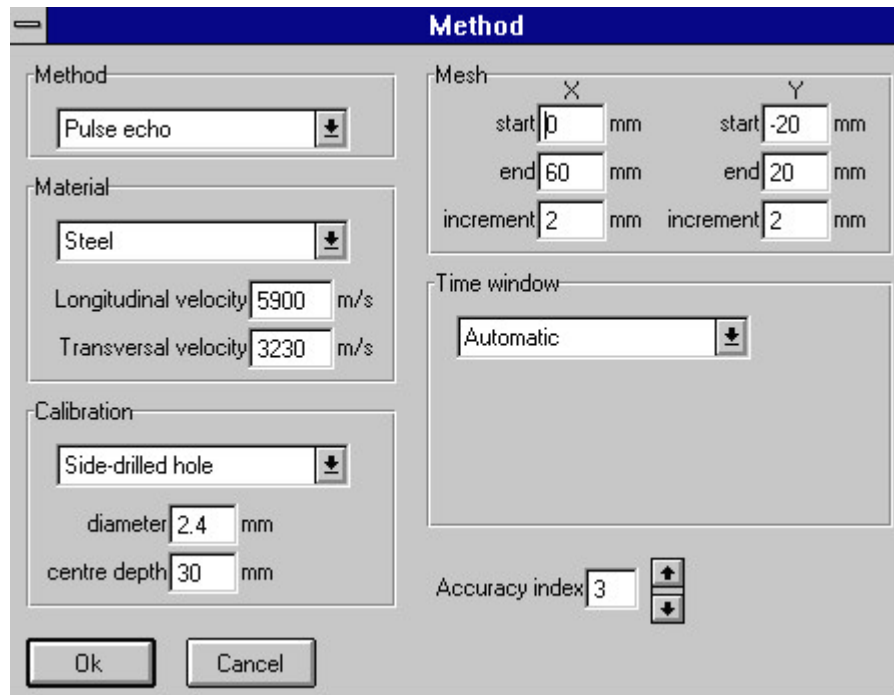 Method
Method
Pulse echo
Material
Steel
Longitudinal velocity 5900 m/s
Transversal velocity 3230 m/s
Calibration
Side-drilled hole
diameter 2.4 mm
centre depth 30 mm
Ok Cancel
Mesh
X Y
start 0 mm start -20 mm
end 60 mm end 20 mm
increment 2 mm increment 2 mm
Time window
Automatic
Accuracy index 3